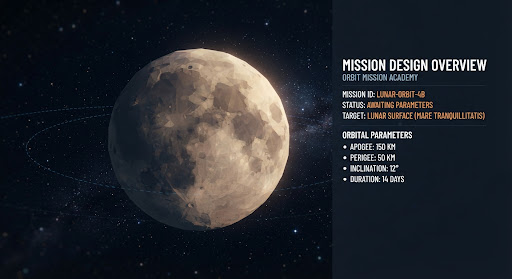 MISSION DESIGN OVERVIEW
ORBIT MISSION ACADEMY
MISSION ID: LUNAR-ORBIT-4B
STATUS: AWAITING PARAMETERS
TARGET: LUNAR SURFACE (MARE TRANQUILLITATIS)
ORBITAL PARAMETERS
• APOGEE: 150 KM
• PERIGEE: 50 KM
• INCLINATION: 12°
• DURATION: 14 DAYS